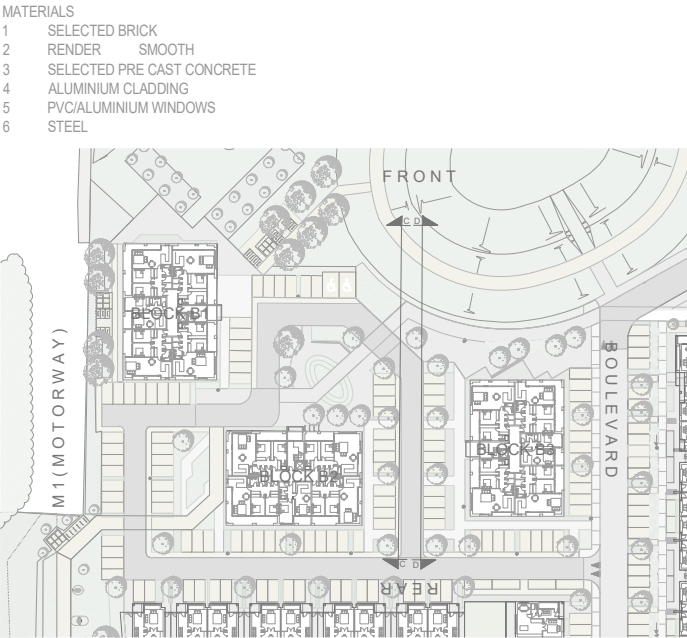 MATERIALS
1 SELECTED BRICK
2 RENDER SMOOTH
3 SELECTED PRE CAST CONCRETE
4 ALUMINIUM CLADDING
5 PVC/ALUMINIUM WINDOWS
6 STEEL
FRONT
C D
BLOCK B1
M1(MOTORWAY)
BOULEVARD
BLOCK B3
BLOCK B2
C D
REAR